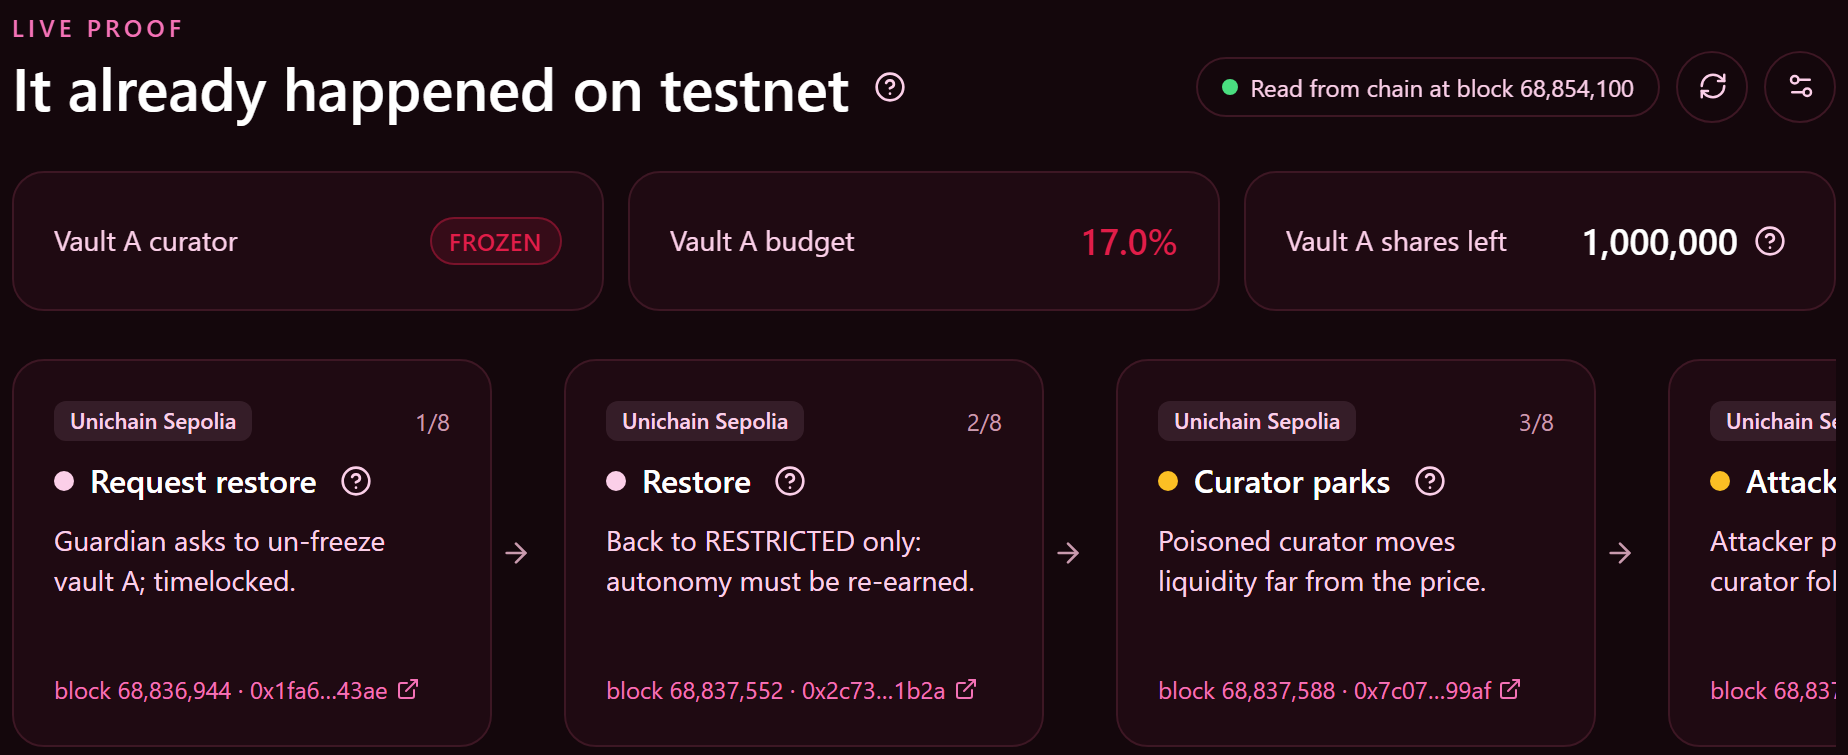 LIVE PROOF
It already happened on testnet
Read from chain at block 68,854,100
Vault A curator
FROZEN
Vault A budget
17.0%
Vault A shares left
1,000,000
Unichain Sepolia
1/8
Request restore
Guardian asks to un-freeze
vault A; timelocked.
block 68,836,944 · 0x1fa6...43ae
Unichain Sepolia
2/8
Restore
Back to RESTRICTED only:
autonomy must be re-earned.
block 68,837,552 · 0x2c73...1b2a
Unichain Sepolia
3/8
Curator parks
Poisoned curator moves
liquidity far from the price.
block 68,837,588 · 0x7c07...99af
Unichain
Attack
Attacker
curator
block